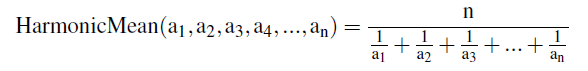 HarmonicMean(a₁,a₂,a₃,a₄,...,aₙ) = n / (1/a₁ + 1/a₂ + 1/a₃ + ... + 1/aₙ)